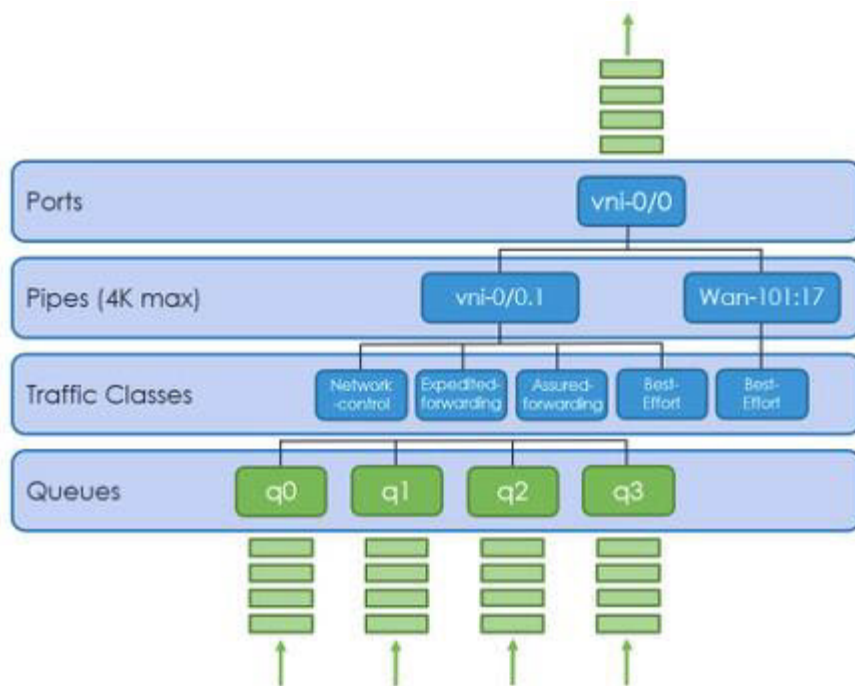 Ports
vni-0/0
Pipes (4K max)
vni-0/0.1
Wan-101:17
Traffic Classes
Network
-control
Expedited-
forwarding
Assured-
forwarding
Best-
Effort
Best-
Effort
Queues
q0
q1
q2
q3